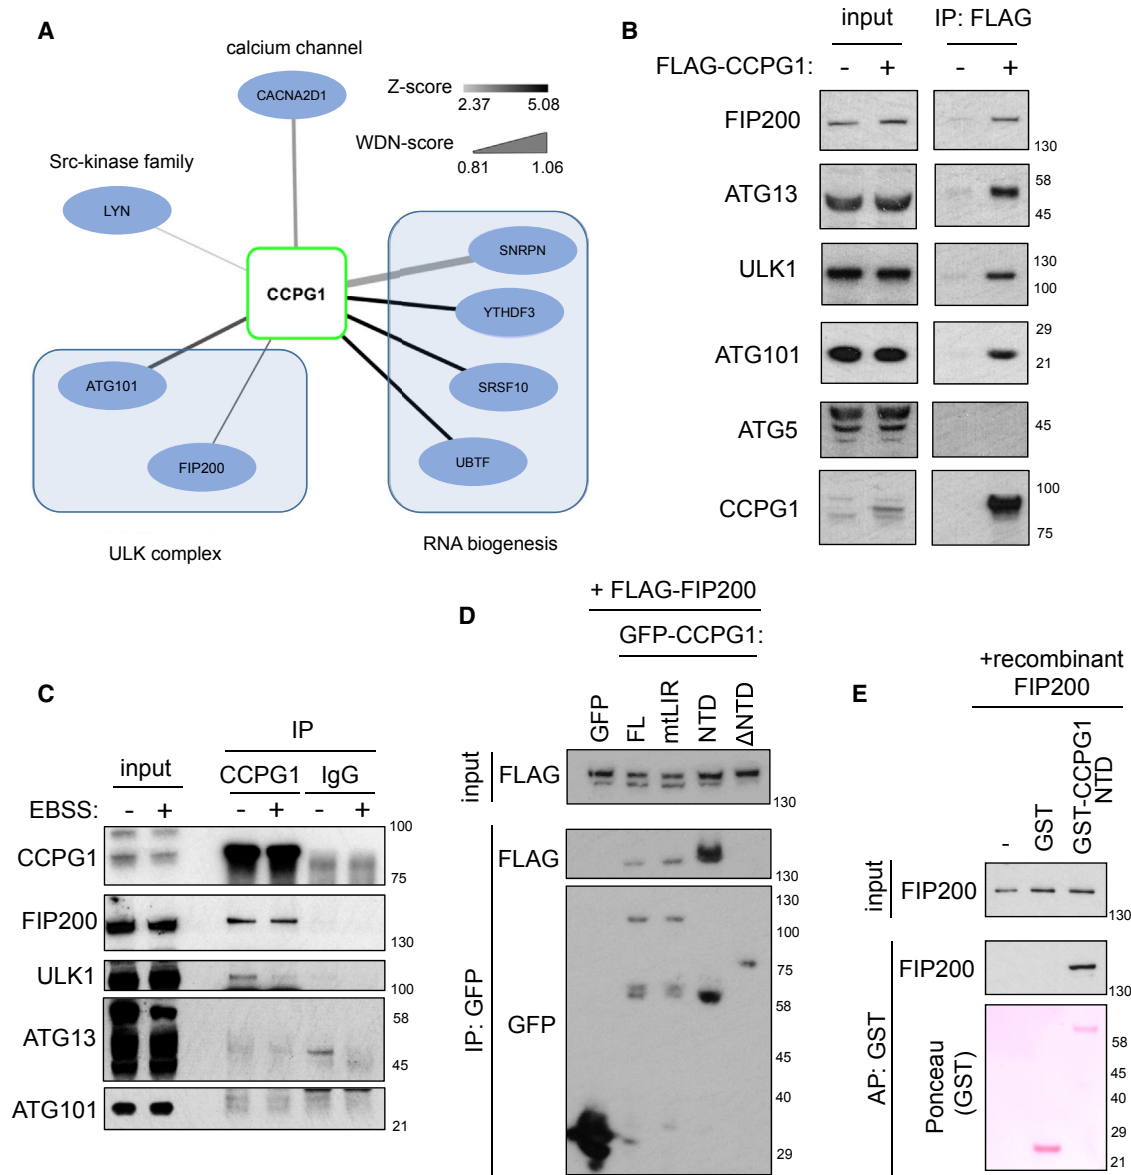 A
calcium channel
CACNA2D1
Z-score
2.37 5.08
WDN-score
0.81 1.06
Src-kinase family
LYN
CCPG1
SNRPN
YTHDF3
SRSF10
UBTF
ATG101
FIP200
ULK complex
RNA biogenesis
B
input IP: FLAG
FLAG-CCPG1: - + - +
FIP200
130
ATG13
58
45
ULK1
130
100
ATG101
29
21
ATG5
45
CCPG1
100
75
C
IP
input CCPG1 IgG
EBSS: - + - + - +
CCPG1
100
75
FIP200
130
ULK1
100
ATG13
58
45
ATG101
21
D
+ FLAG-FIP200
GFP-CCPG1:
GFP FL mtLIR NTD ΔNTD
input
FLAG
130
IP: GFP
FLAG
130
GFP
130
100
75
58
45
40
29
E
+recombinant
FIP200
- GST GST-CCPG1
NTD
input
FIP200
130
AP: GST
FIP200
130
Ponceau
(GST)
58
45
40
29
21